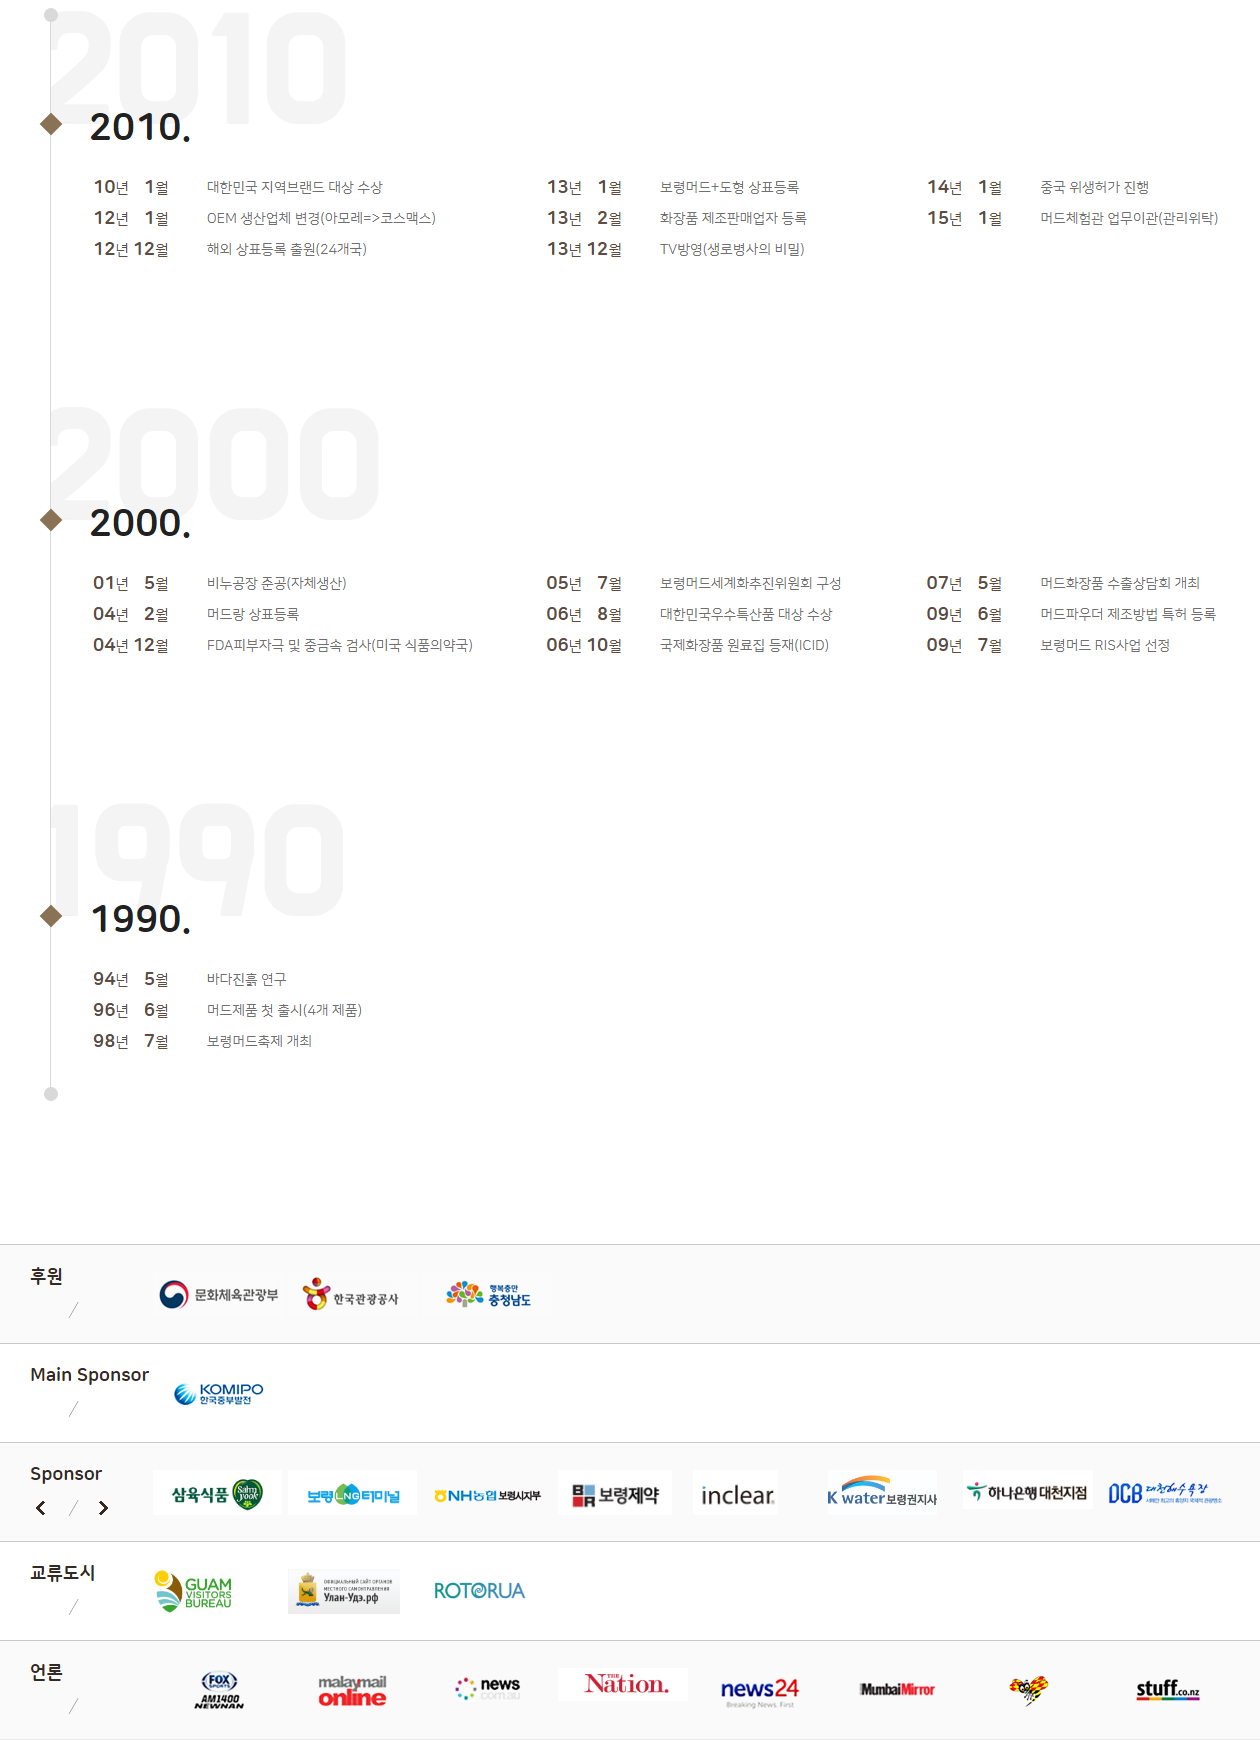 2010
2010.
10년 1월 대한민국 지역브랜드 대상 수상
12년 1월 OEM 생산업체 변경(아모레=>코스맥스)
12년 12월 해외 상표등록 출원(24개국)
13년 1월 보령머드+도형 상표등록
13년 2월 화장품 제조판매업자 등록
13년 12월 TV방영(생로병사의 비밀)
14년 1월 중국 위생허가 진행
15년 1월 머드체험관 업무이관(관리위탁)
2000
2000.
01년 5월 비누공장 준공(자체생산)
04년 2월 머드랑 상표등록
04년 12월 FDA피부자극 및 중금속 검사(미국 식품의약국)
05년 7월 보령머드세계화추진위원회 구성
06년 8월 대한민국우수특산품 대상 수상
06년 10월 국제화장품 원료집 등재(ICID)
07년 5월 머드화장품 수출상담회 개최
09년 6월 머드파우더 제조방법 특허 등록
09년 7월 보령머드 RIS사업 선정
1990
1990.
94년 5월 바다진흙 연구
96년 6월 머드제품 첫 출시(4개 제품)
98년 7월 보령머드축제 개최
후원
/
문화체육관광부
한국관광공사
행복충만
충청남도
Main Sponsor
/
KOMIPO
한국중부발전
Sponsor
/
삼육식품 Sahmyook
보령LNG터미널
NH농협 보령시지부
BR 보령제약
inclear.
K water 보령권지사
하나은행 대천지점
DCB 대천해수욕장
교류도시
/
GUAM
VISITORS
BUREAU
ОФИЦИАЛЬНЫЙ САЙТ ОРГАНОВ
МЕСТНОГО САМОУПРАВЛЕНИЯ
Улан-Удэ.рф
ROTORUA
언론
/
FOX
SPORTS
AM1400
NEWNAN
malaymail
online
news
com.au
THE
Nation.
news24
Breaking News. First
MumbaiMirror
stuff.co.nz